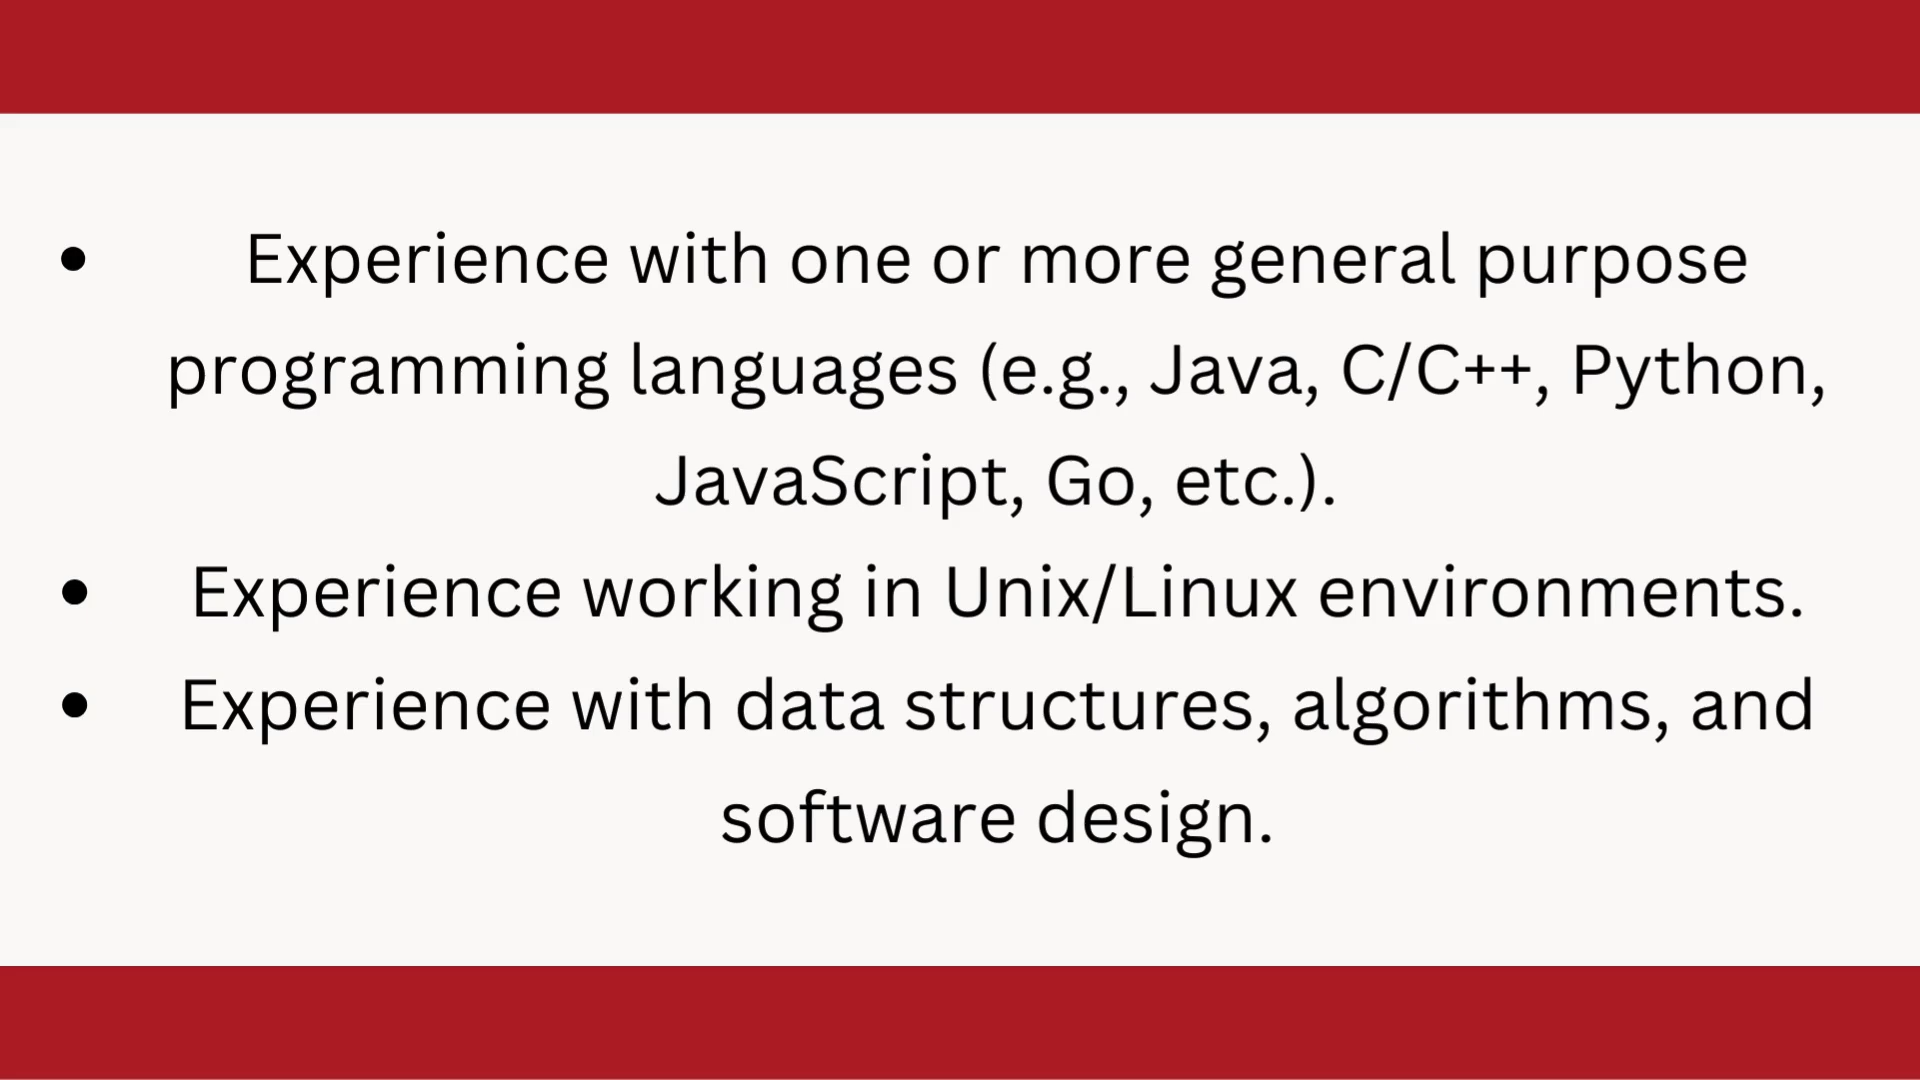 • Experience with one or more general purpose
programming languages (e.g., Java, C/C++, Python,
JavaScript, Go, etc.).
• Experience working in Unix/Linux environments.
• Experience with data structures, algorithms, and
software design.